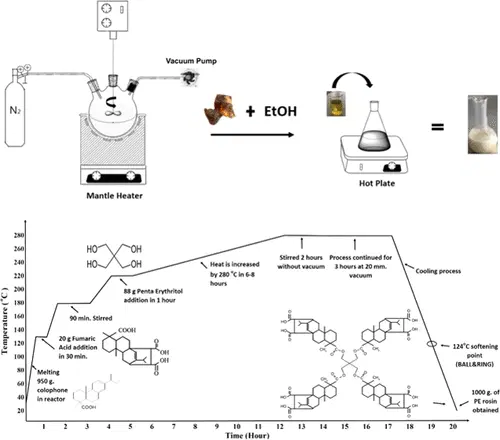 Vacuum Pump
N2
+ EtOH
=
Mantle Heater
Hot Plate
HO
OH
HO
OH
88 g Penta Erythritol
addition in 1 hour
Heat is increased
by 280 °C in 6-8
hours
Stirred 2 hours
without vacuum
Process continued for
3 hours at 20 mm.
vacuum
Cooling process
90 min. Stirred
20 g Fumaric
Acid addition
in 30 min.
COOH
OH
OH
Melting
950 g.
colophone
in reactor
COOH
124°C softening
point
(BALL&RING)
1000 g. of
PE rosin
obtained
Temperature (°C)
280
260
240
220
200
180
160
140
120
100
80
60
40
20
1 2 3 4 5 6 7 8 9 10 11 12 13 14 15 16 17 18 19 20
Time (Hour)